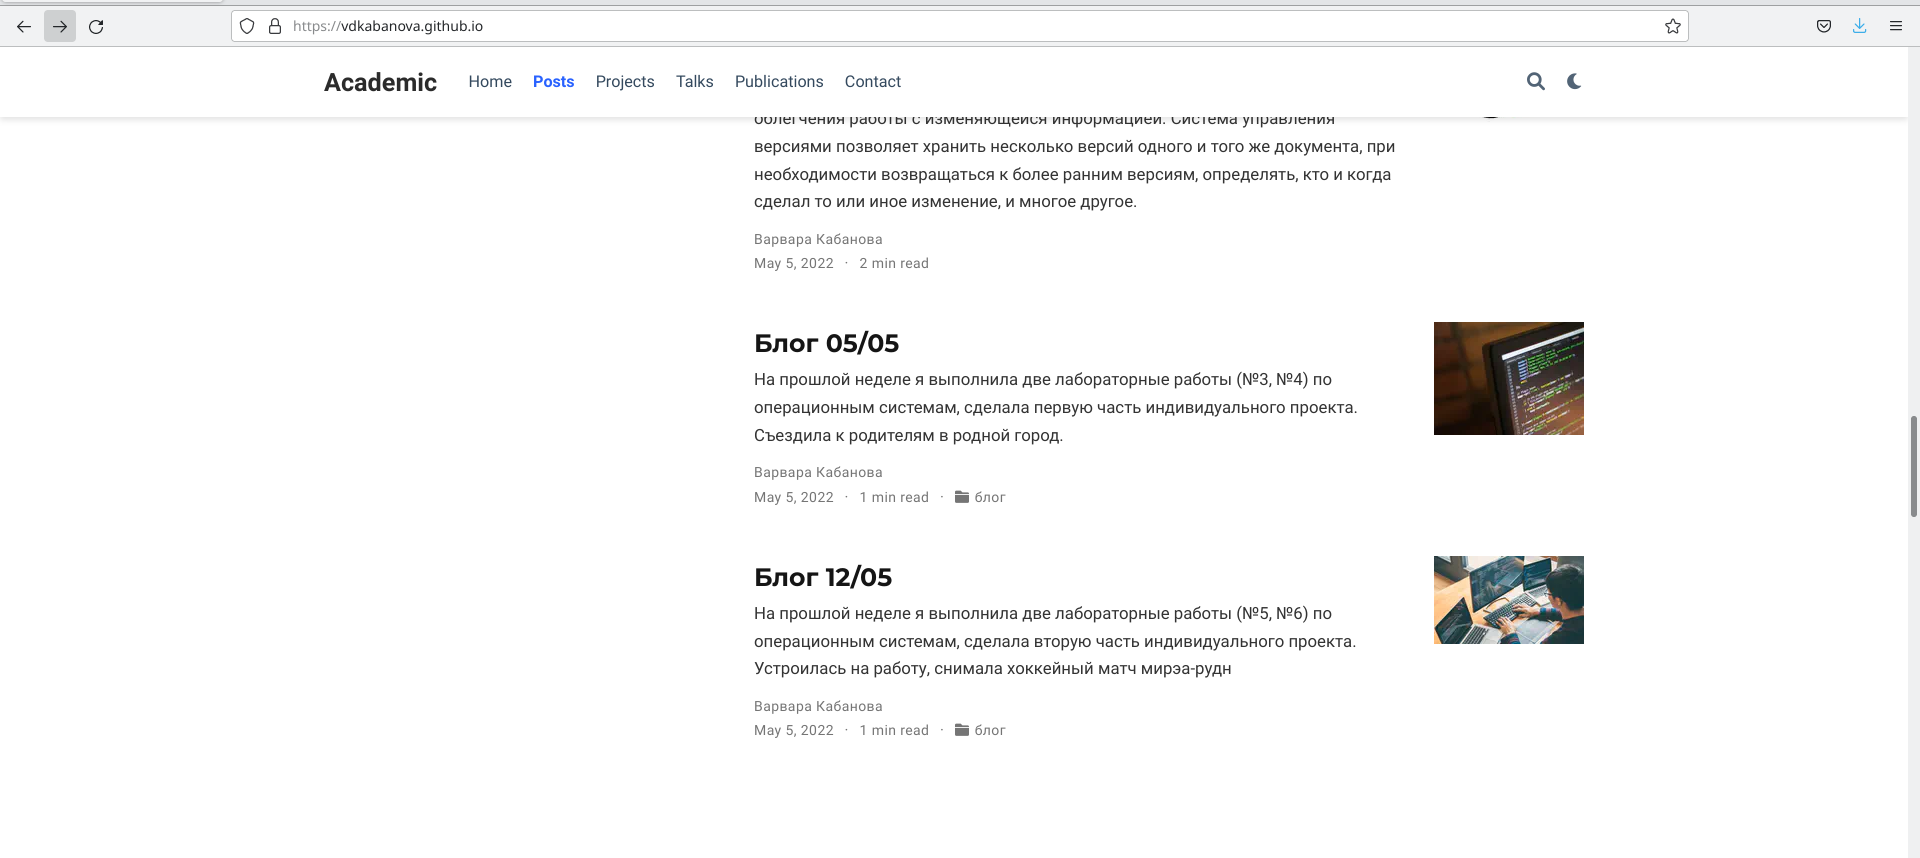 https://vdkabanova.github.io
Academic Home Posts Projects Talks Publications Contact
облегчения работы с изменяющейся информацией. Система управления
версиями позволяет хранить несколько версий одного и того же документа, при
необходимости возвращаться к более ранним версиям, определять, кто и когда
сделал то или иное изменение, и многое другое.
Варвара Кабанова
May 5, 2022 · 2 min read
Блог 05/05
На прошлой неделе я выполнила две лабораторные работы (№3, №4) по
операционным системам, сделала первую часть индивидуального проекта.
Съездила к родителям в родной город.
Варвара Кабанова
May 5, 2022 · 1 min read · блог
Блог 12/05
На прошлой неделе я выполнила две лабораторные работы (№5, №6) по
операционным системам, сделала вторую часть индивидуального проекта.
Устроилась на работу, снимала хоккейный матч мирэа-рудн
Варвара Кабанова
May 5, 2022 · 1 min read · блог